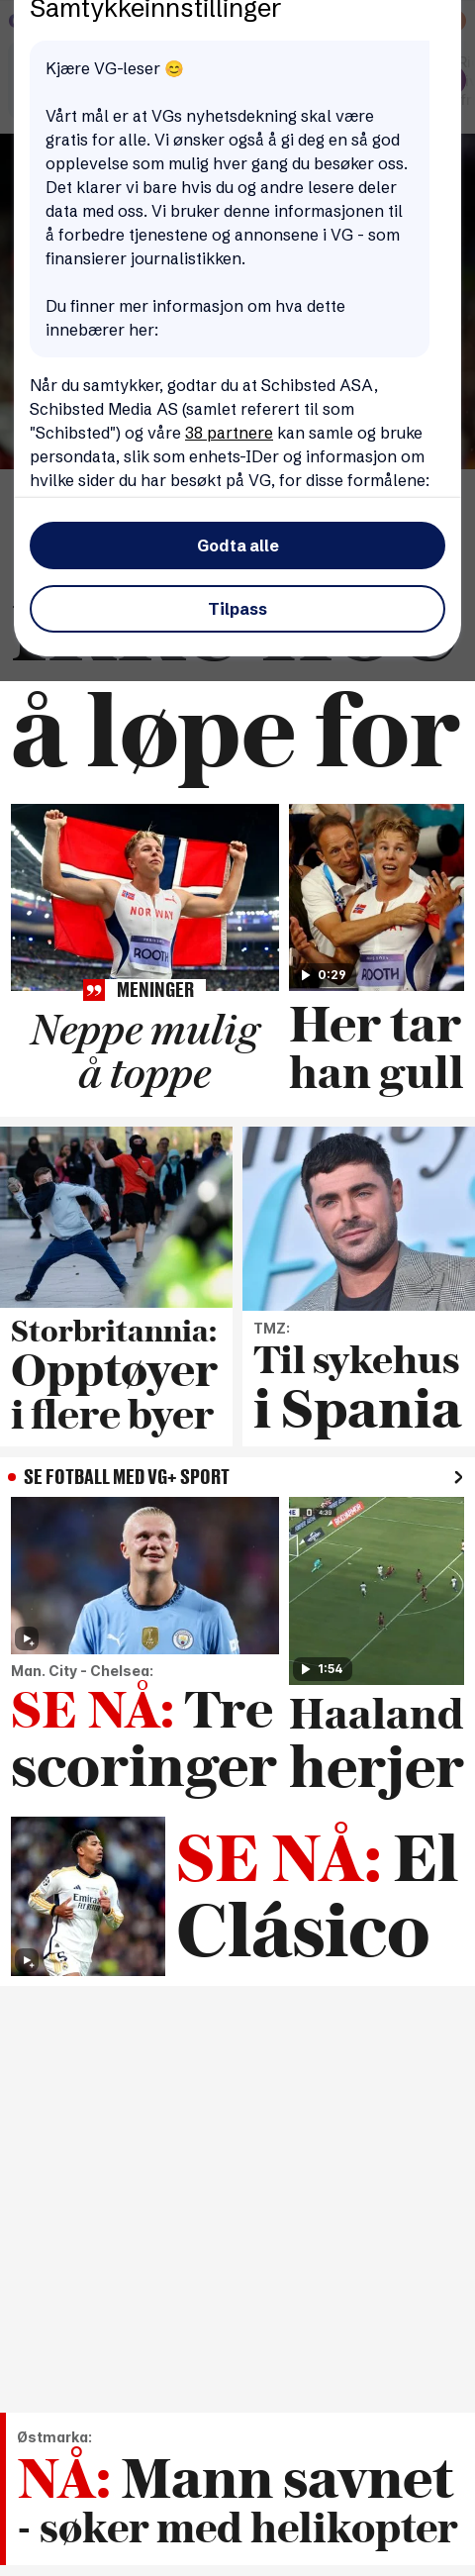 Samtykkeinnstillinger
Kjære VG-leser 😊
Vårt mål er at VGs nyhetsdekning skal være
gratis for alle. Vi ønsker også å gi deg en så god
opplevelse som mulig hver gang du besøker oss.
Det klarer vi bare hvis du og andre lesere deler
data med oss. Vi bruker denne informasjonen til
å forbedre tjenestene og annonsene i VG - som
finansierer journalistikken.
Du finner mer informasjon om hva dette
innebærer her:
Når du samtykker, godtar du at Schibsted ASA,
Schibsted Media AS (samlet referert til som
"Schibsted") og våre 38 partnere kan samle og bruke
persondata, slik som enhets-IDer og informasjon om
hvilke sider du har besøkt på VG, for disse formålene:
Godta alle
Tilpass
å løpe for
NORWAY
ROOTH
0:29
MENINGER
Neppe mulig
å toppe
Her tar
han gull
Storbritannia:
Opptøyer
i flere byer
TMZ:
Til sykehus
i Spania
SE FOTBALL MED VG+ SPORT
1:54
Man. City - Chelsea:
SE NÅ: Tre
scoringer
Haaland
herjer
SE NÅ: El
Clásico
Østmarka:
NÅ: Mann savnet
- søker med helikopter